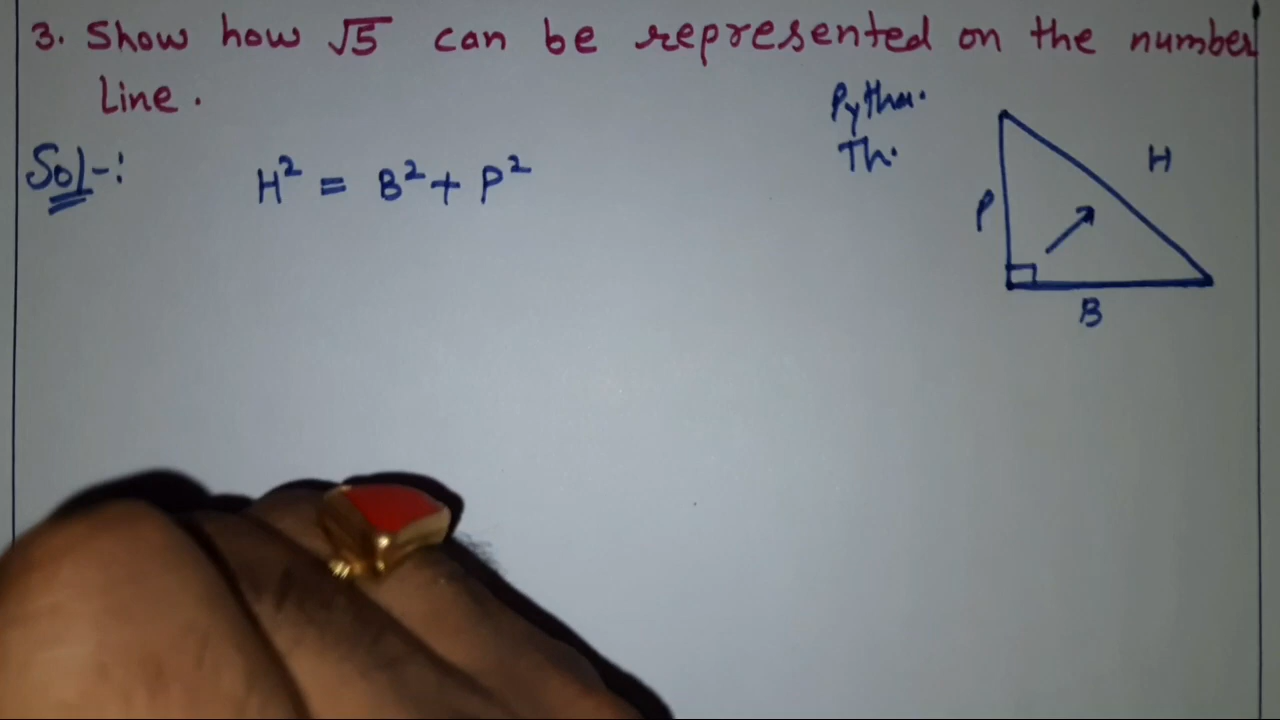 3. Show how √5 can be represented on the number
Line.
Sol-:
H² = B² + P²
Pytha.
Th.
P
H
B